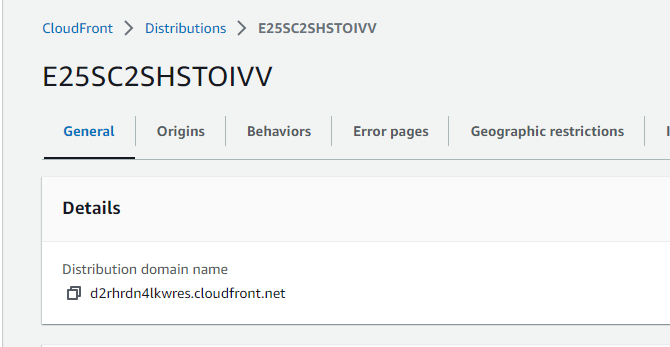 CloudFront > Distributions > E25SC2SHSTOIVV
E25SC2SHSTOIVV
General Origins Behaviors Error pages Geographic restrictions
Details
Distribution domain name
d2rhrdn4lkwres.cloudfront.net